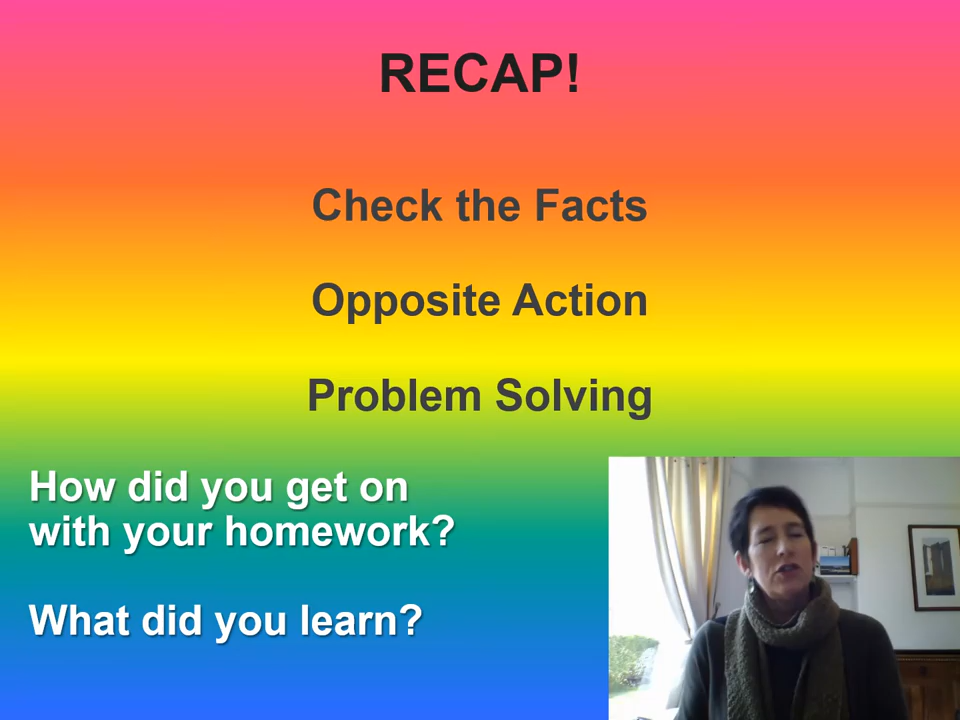 RECAP!
Check the Facts
Opposite Action
Problem Solving
How did you get on
with your homework?
What did you learn?